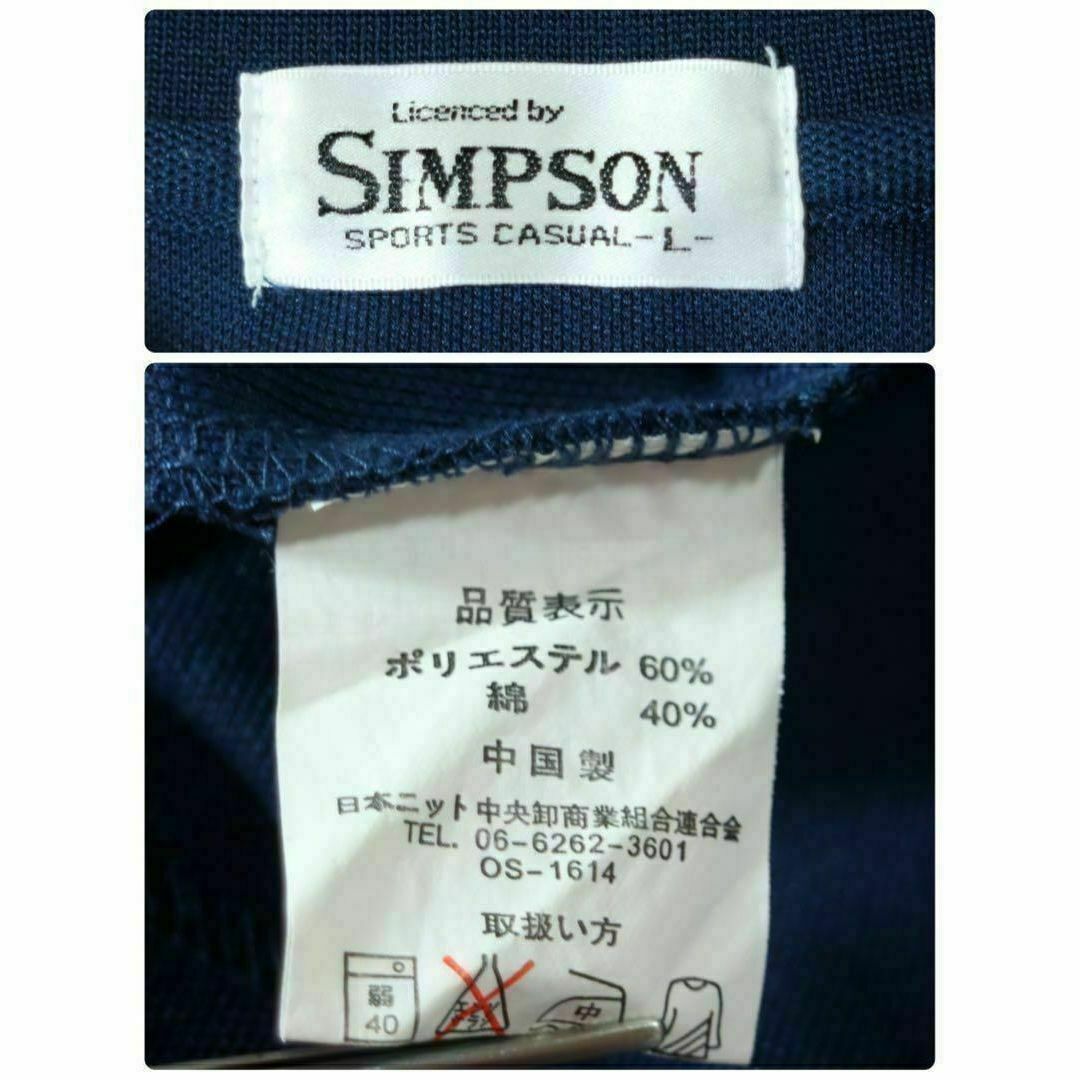 Licenced by
SIMPSON
SPORTS CASUAL-L-
品質表示
ポリエステル 60%
綿 40%
中国製
日本ニット中央卸商業組合連合会
TEL. 06-6262-3601
OS-1614
取扱い方
弱
40
中